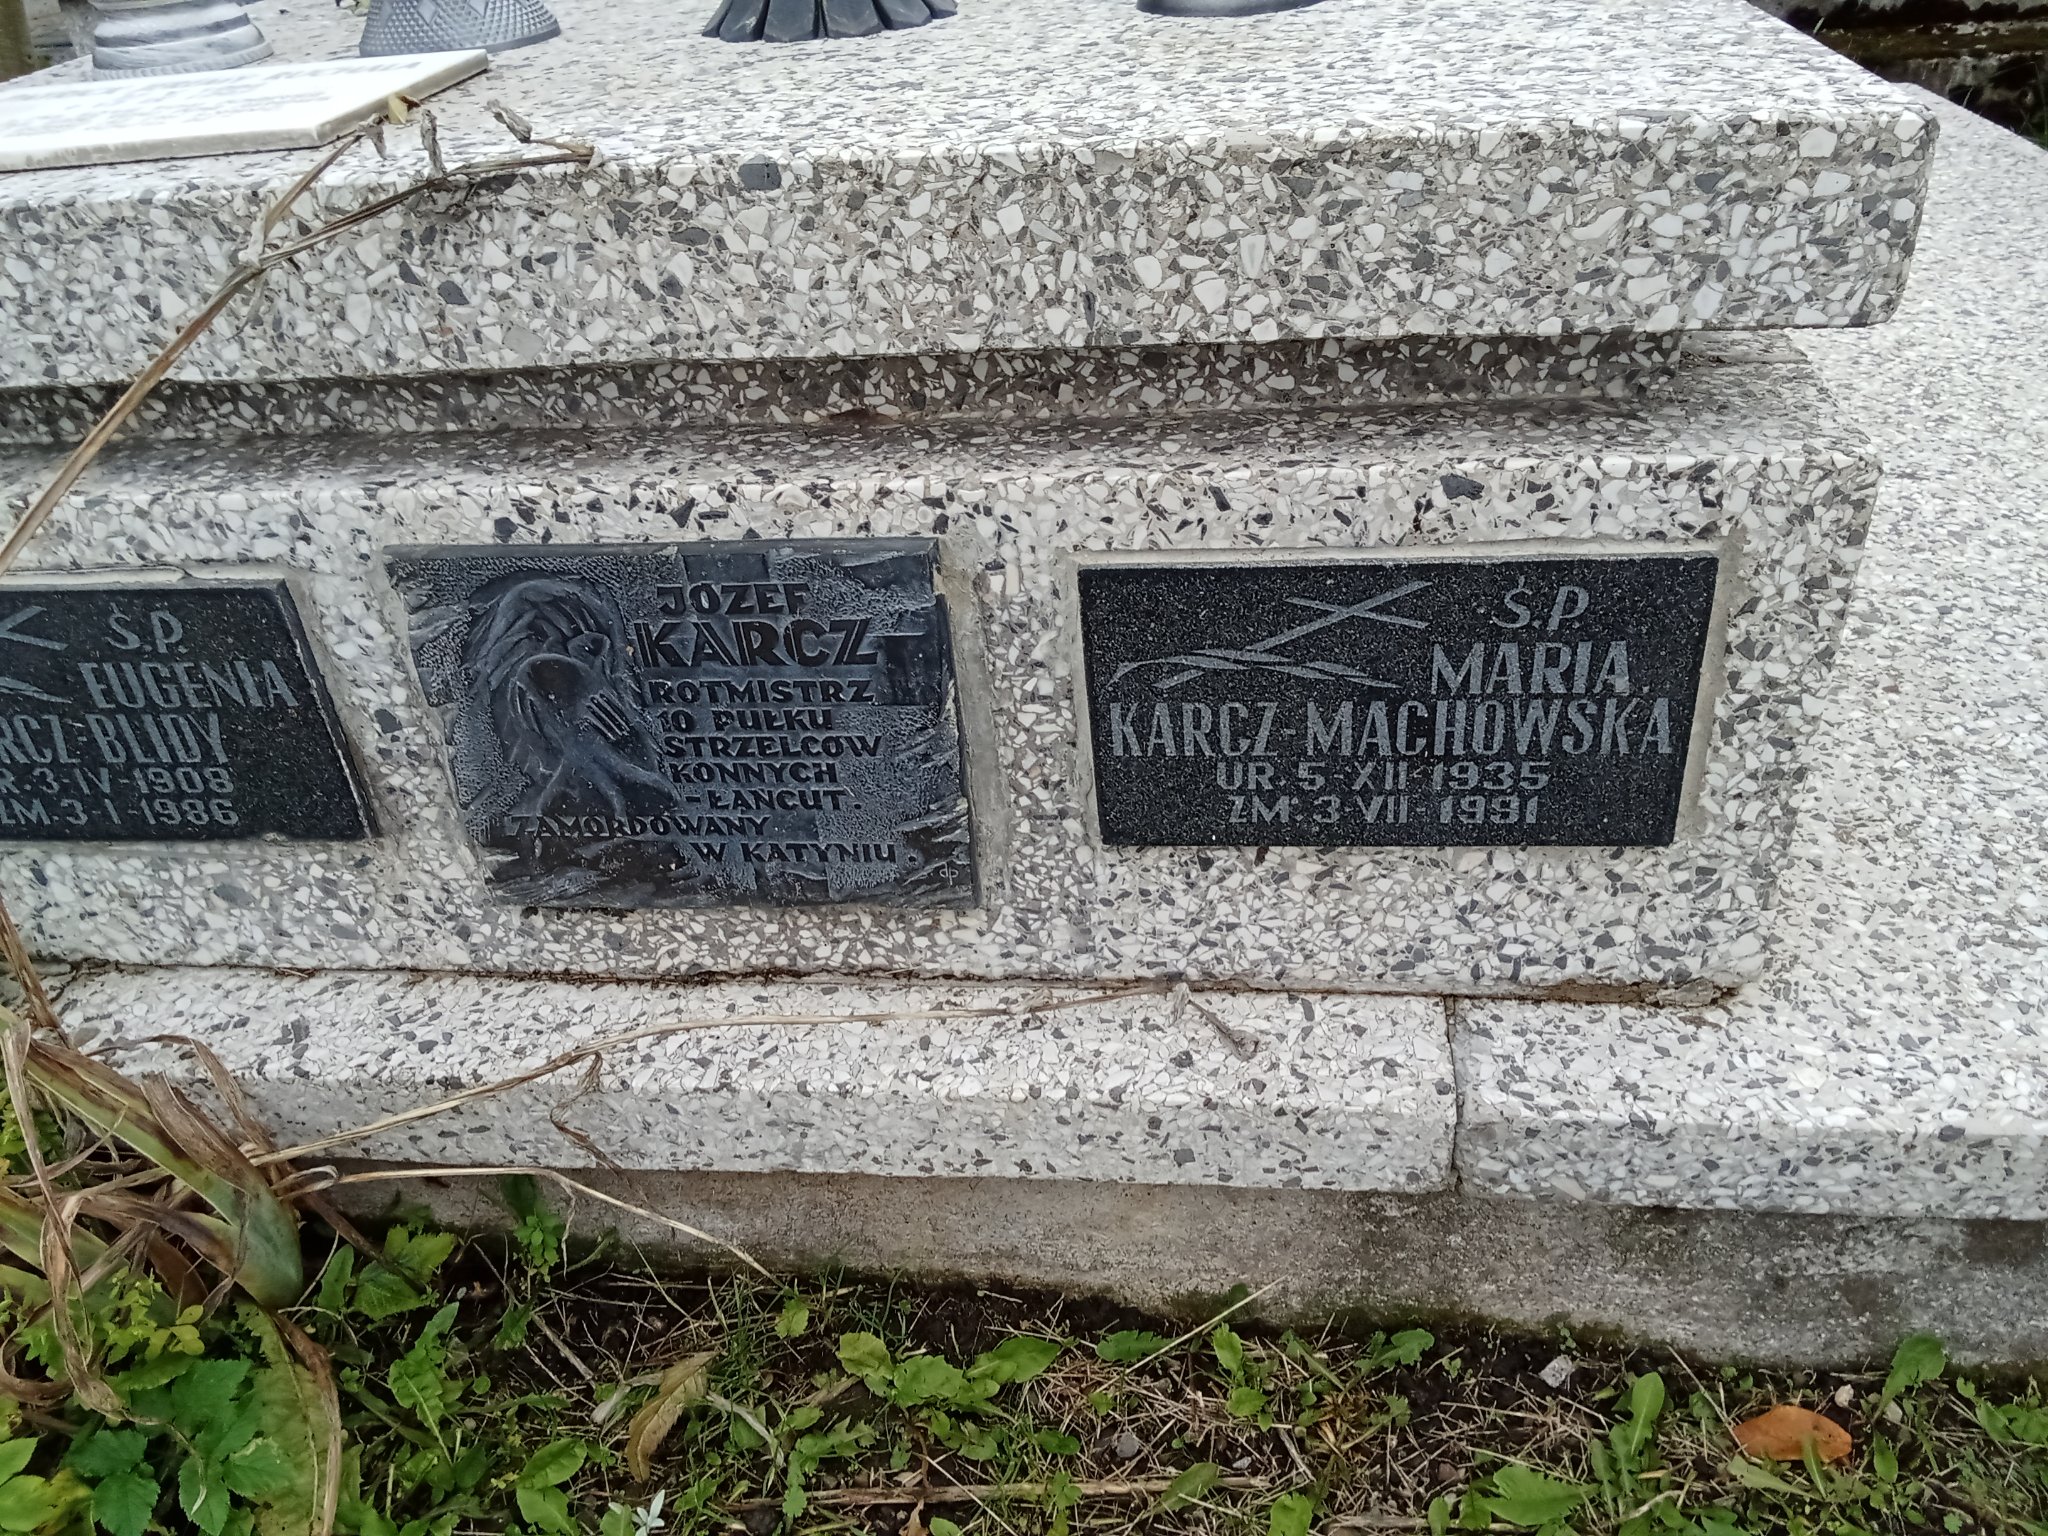 Ś.P.
EUGENIA
RCZ-BLIDY
R. 3-IV-1908
ZM. 3-I-1986
JÓZEF
KARCZ
ROTMISTRZ
10 PUŁKU
STRZELCÓW
KONNYCH
-ŁAŃCUT.
ZAMORDOWANY
W KATYNIU.
Ś.P.
MARIA
KARCZ-MACHOWSKA
UR. 5-XII-1935
ZM. 3-VII-1991